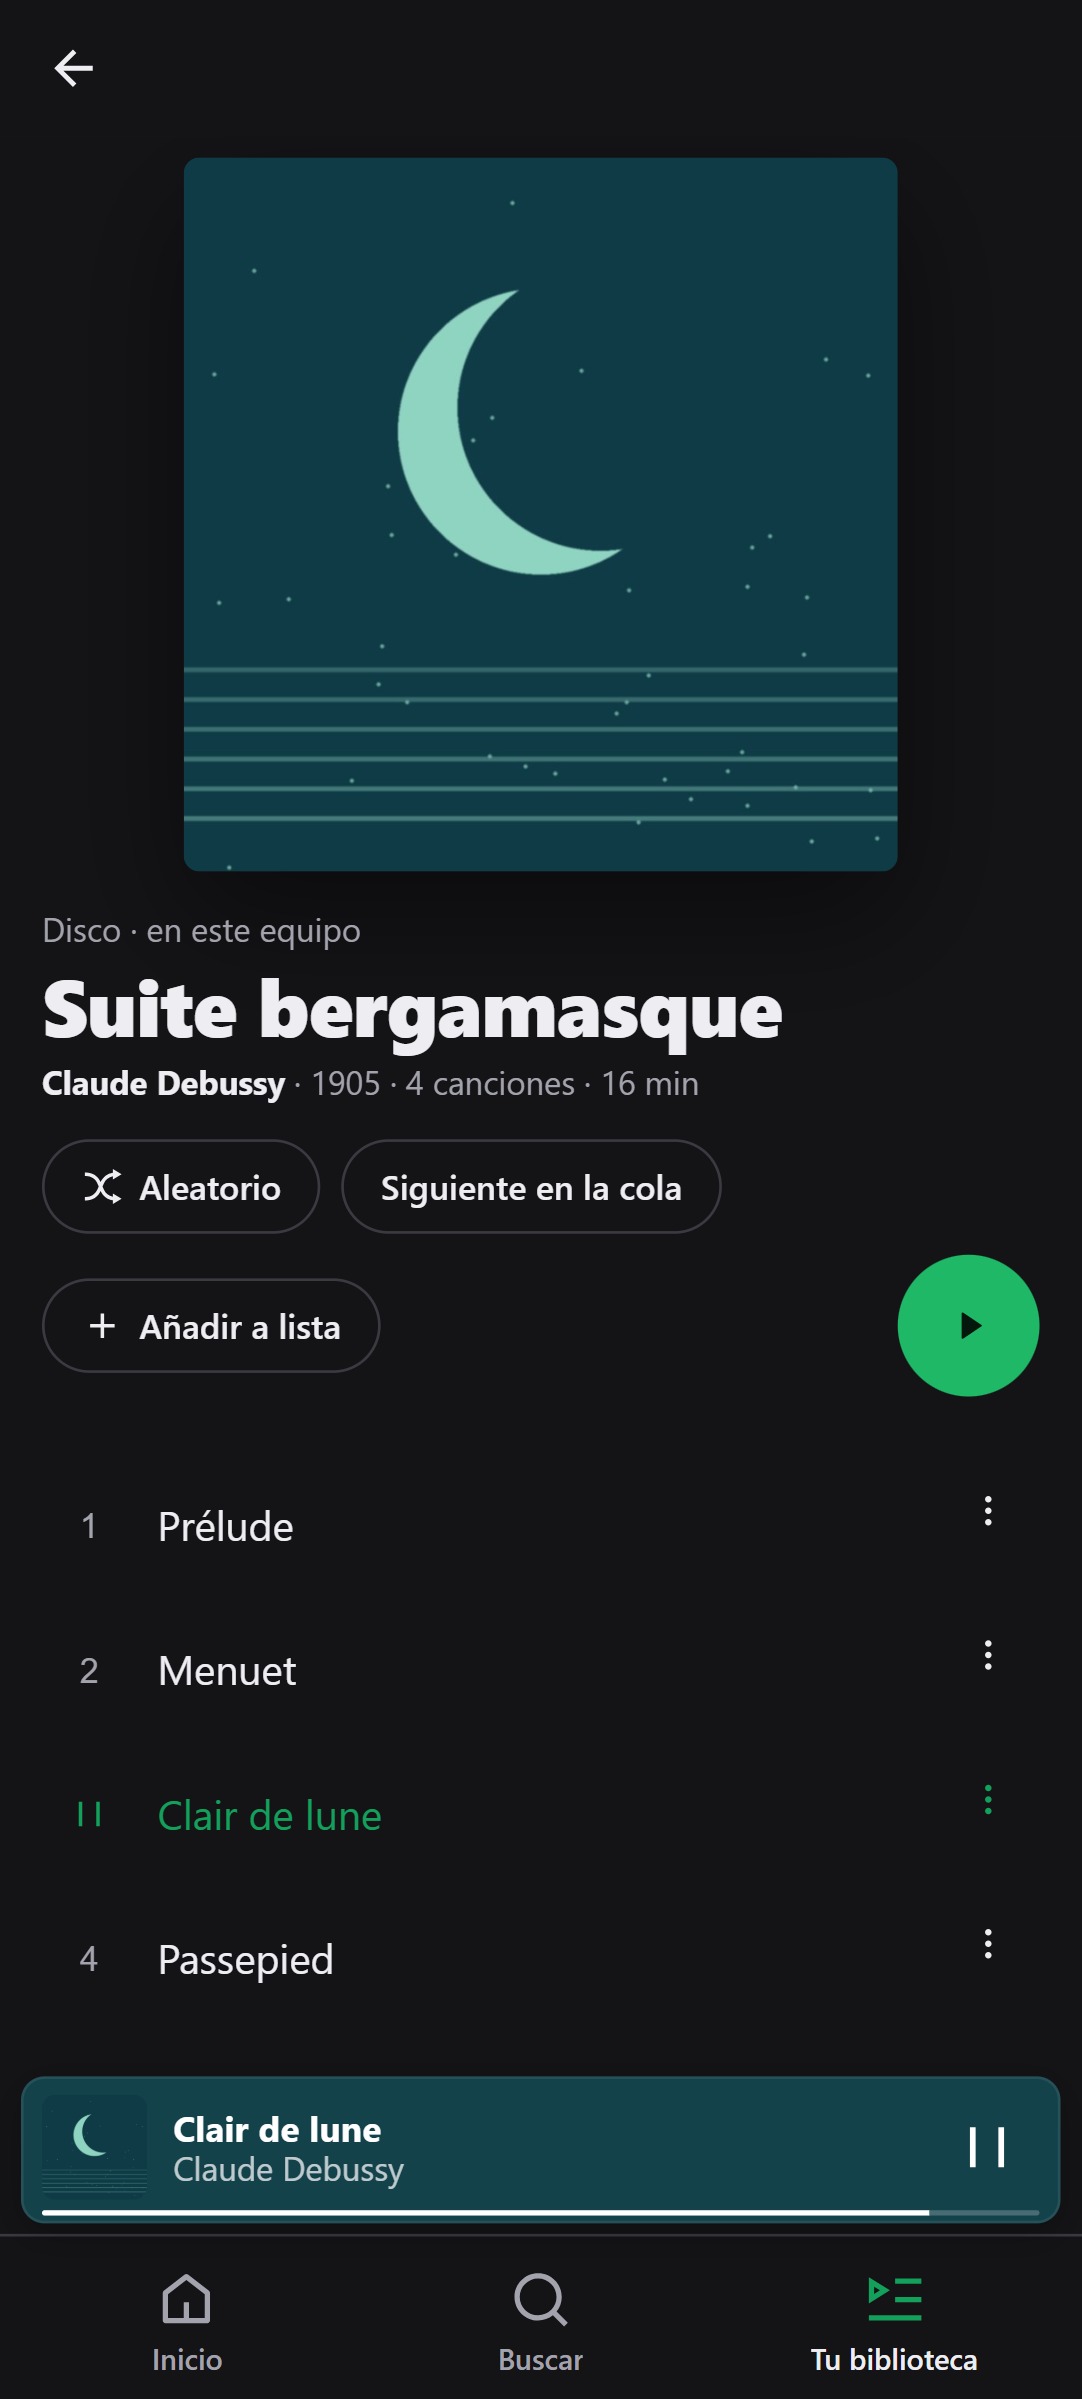 Disco · en este equipo
Suite bergamasque
Claude Debussy · 1905 · 4 canciones · 16 min
Aleatorio
Siguiente en la cola
Añadir a lista
1 Prélude
2 Menuet
Clair de lune
4 Passepied
Clair de lune
Claude Debussy
Inicio
Buscar
Tu biblioteca